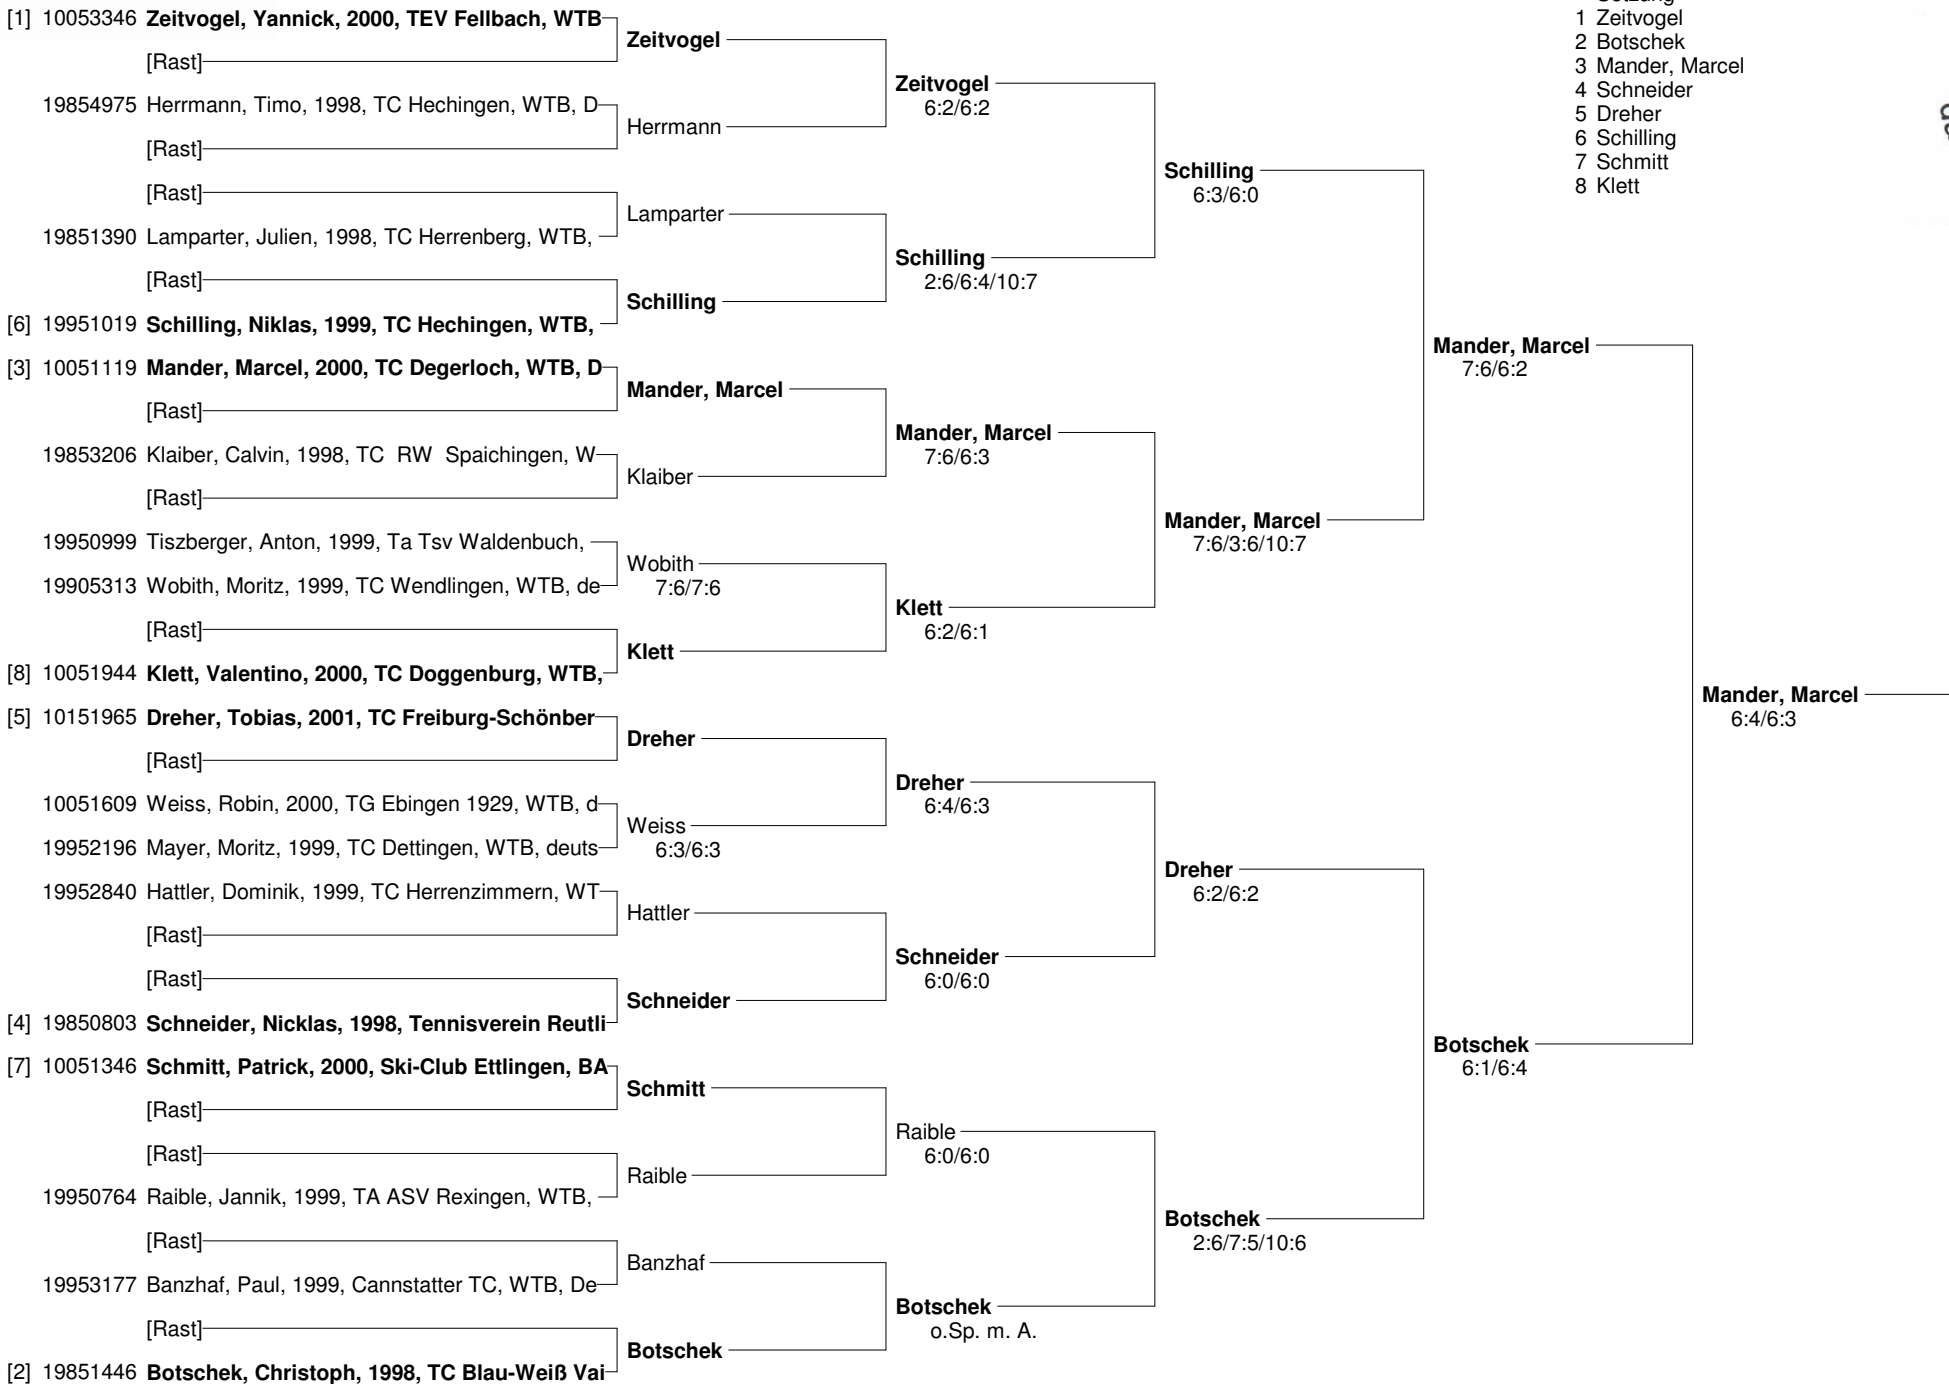 [1] 10053346 Zeitvogel, Yannick, 2000, TEV Fellbach, WTB
[Rast]
19854975 Herrmann, Timo, 1998, TC Hechingen, WTB, D
[Rast]
[Rast]
19851390 Lamparter, Julien, 1998, TC Herrenberg, WTB,
[Rast]
[6] 19951019 Schilling, Niklas, 1999, TC Hechingen, WTB,
[3] 10051119 Mander, Marcel, 2000, TC Degerloch, WTB, D
[Rast]
19853206 Klaiber, Calvin, 1998, TC RW Spaichingen, W
[Rast]
19950999 Tiszberger, Anton, 1999, Ta Tsv Waldenbuch,
19905313 Wobith, Moritz, 1999, TC Wendlingen, WTB, de
[Rast]
[8] 10051944 Klett, Valentino, 2000, TC Doggenburg, WTB,
[5] 10151965 Dreher, Tobias, 2001, TC Freiburg-Schönber
[Rast]
10051609 Weiss, Robin, 2000, TG Ebingen 1929, WTB, d
19952196 Mayer, Moritz, 1999, TC Dettingen, WTB, deuts
19952840 Hattler, Dominik, 1999, TC Herrenzimmern, WT
[Rast]
[Rast]
[4] 19850803 Schneider, Nicklas, 1998, Tennisverein Reutli
[7] 10051346 Schmitt, Patrick, 2000, Ski-Club Ettlingen, BA
[Rast]
[Rast]
19950764 Raible, Jannik, 1999, TA ASV Rexingen, WTB,
[Rast]
19953177 Banzhaf, Paul, 1999, Cannstatter TC, WTB, De
[Rast]
[2] 19851446 Botschek, Christoph, 1998, TC Blau-Weiß Vai
Zeitvogel
Herrmann
Lamparter
Schilling
Mander, Marcel
Klaiber
Wobith
7:6/7:6
Klett
Dreher
Weiss
6:3/6:3
Hattler
Schneider
Schmitt
Raible
Banzhaf
Botschek
Zeitvogel
6:2/6:2
Schilling
2:6/6:4/10:7
Mander, Marcel
7:6/6:3
Klett
6:2/6:1
Dreher
6:4/6:3
Schneider
6:0/6:0
Raible
6:0/6:0
Botschek
o.Sp. m. A.
Schilling
6:3/6:0
Mander, Marcel
7:6/3:6/10:7
Dreher
6:2/6:2
Botschek
2:6/7:5/10:6
Mander, Marcel
7:6/6:2
Botschek
6:1/6:4
Mander, Marcel
6:4/6:3
1 Zeitvogel
2 Botschek
3 Mander, Marcel
4 Schneider
5 Dreher
6 Schilling
7 Schmitt
8 Klett